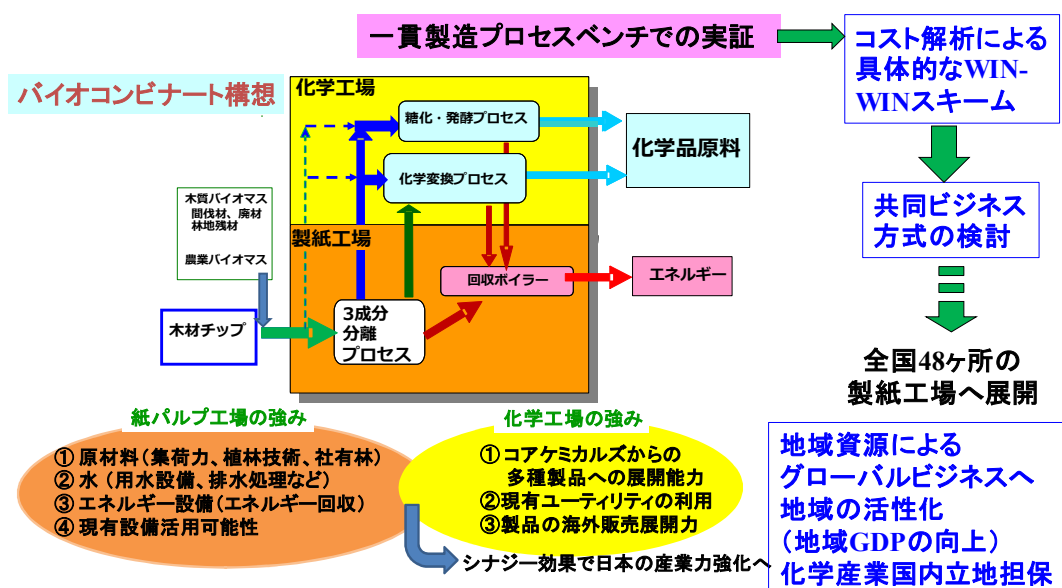 一貫製造プロセスベンチでの実証
コスト解析による
具体的なWIN-
WINスキーム
バイオコンビナート構想
化学工場
糖化・発酵プロセス
化学変換プロセス
化学品原料
共同ビジネス
方式の検討
木質バイオマス
間伐材、廃材
林地残材
農業バイオマス
製紙工場
回収ボイラー
エネルギー
木材チップ
3成分
分離
プロセス
全国48ヶ所の
製紙工場へ展開
紙パルプ工場の強み
① 原材料（集荷力、植林技術、社有林）
② 水（用水設備、排水処理など）
③ エネルギー設備（エネルギー回収）
④ 現有設備活用可能性
化学工場の強み
① コアケミカルズからの
多種製品への展開能力
②現有ユーティリティの利用
③製品の海外販売展開力
シナジー効果で日本の産業力強化へ
地域資源による
グローバルビジネスへ
地域の活性化
（地域GDPの向上）
化学産業国内立地担保